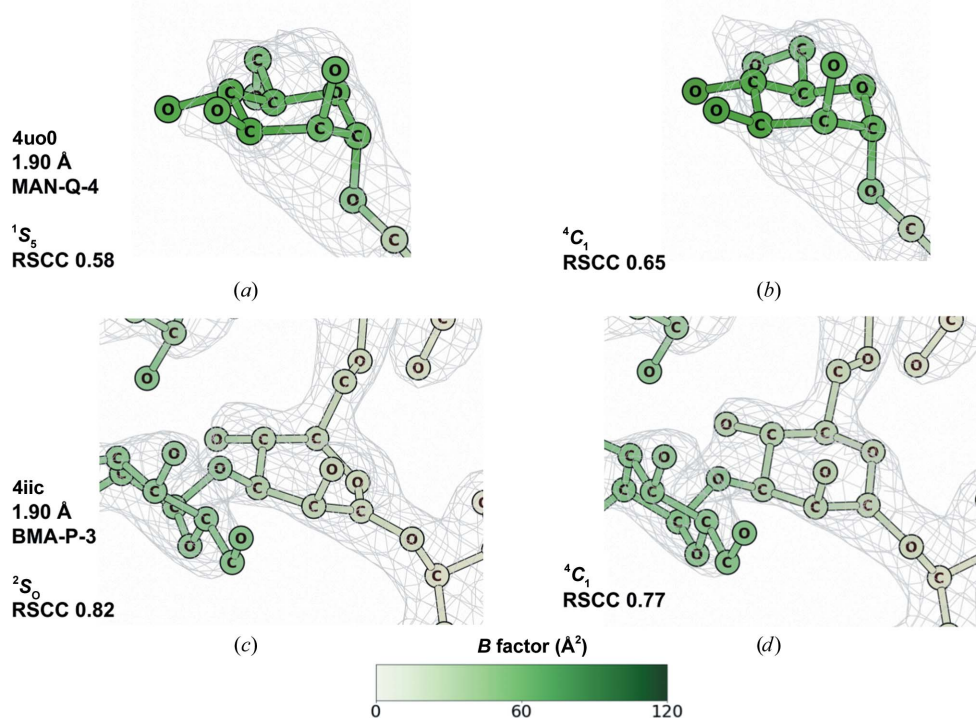 4uo0
1.90 Å
MAN-Q-4
¹S₅
RSCC 0.58
⁴C₁
RSCC 0.65
(a)
(b)
4iic
1.90 Å
BMA-P-3
²Sₒ
RSCC 0.82
⁴C₁
RSCC 0.77
(c)
(d)
B factor (Å²)
0 60 120